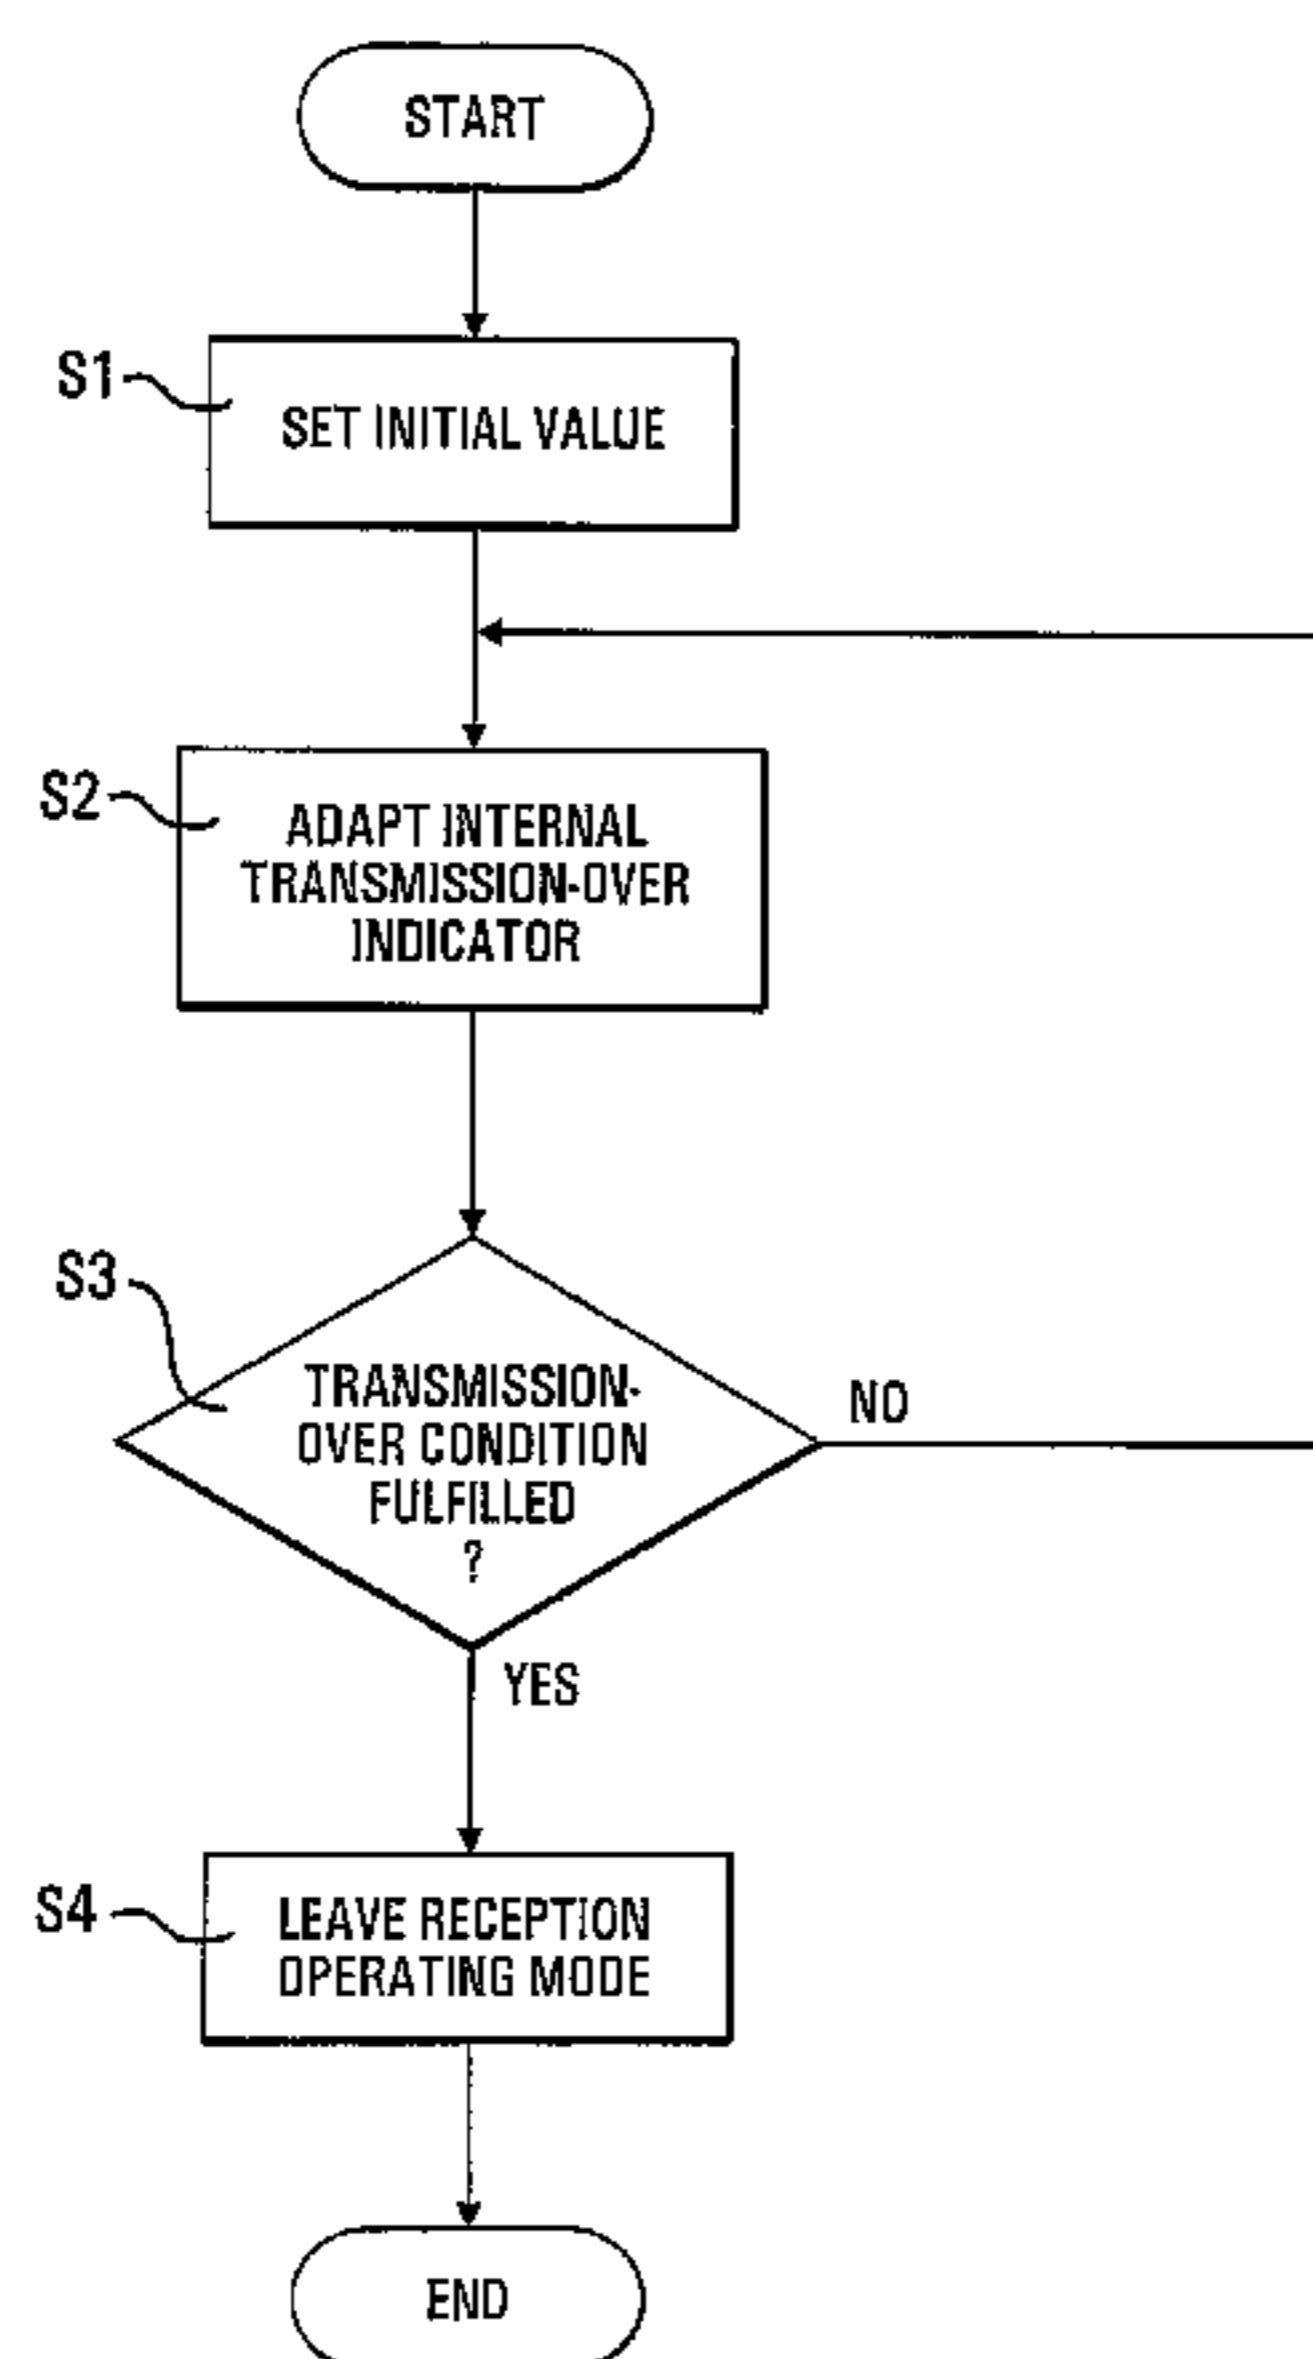 START
S1
SET INITIAL VALUE
S2
ADAPT INTERNAL
TRANSMISSION-OVER
INDICATOR
S3
TRANSMISSION-
OVER CONDITION
FULFILLED
?
NO
YES
S4
LEAVE RECEPTION
OPERATING MODE
END